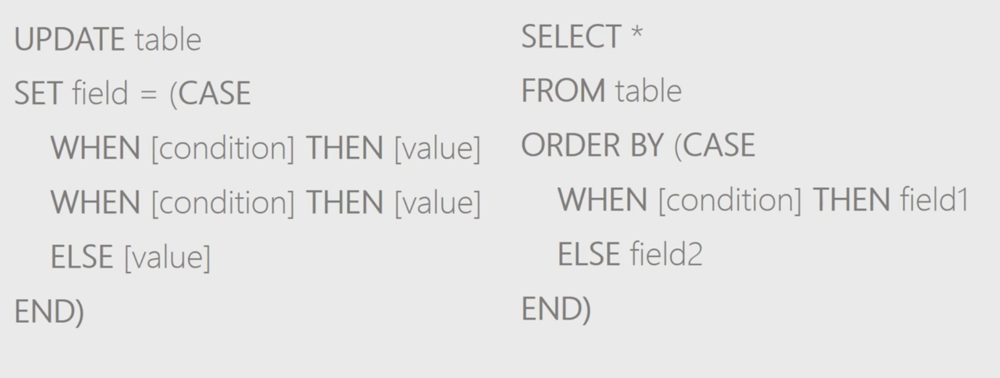 UPDATE table
SET field = (CASE
WHEN [condition] THEN [value]
WHEN [condition] THEN [value]
ELSE [value]
END)
SELECT *
FROM table
ORDER BY (CASE
WHEN [condition] THEN field1
ELSE field2
END)